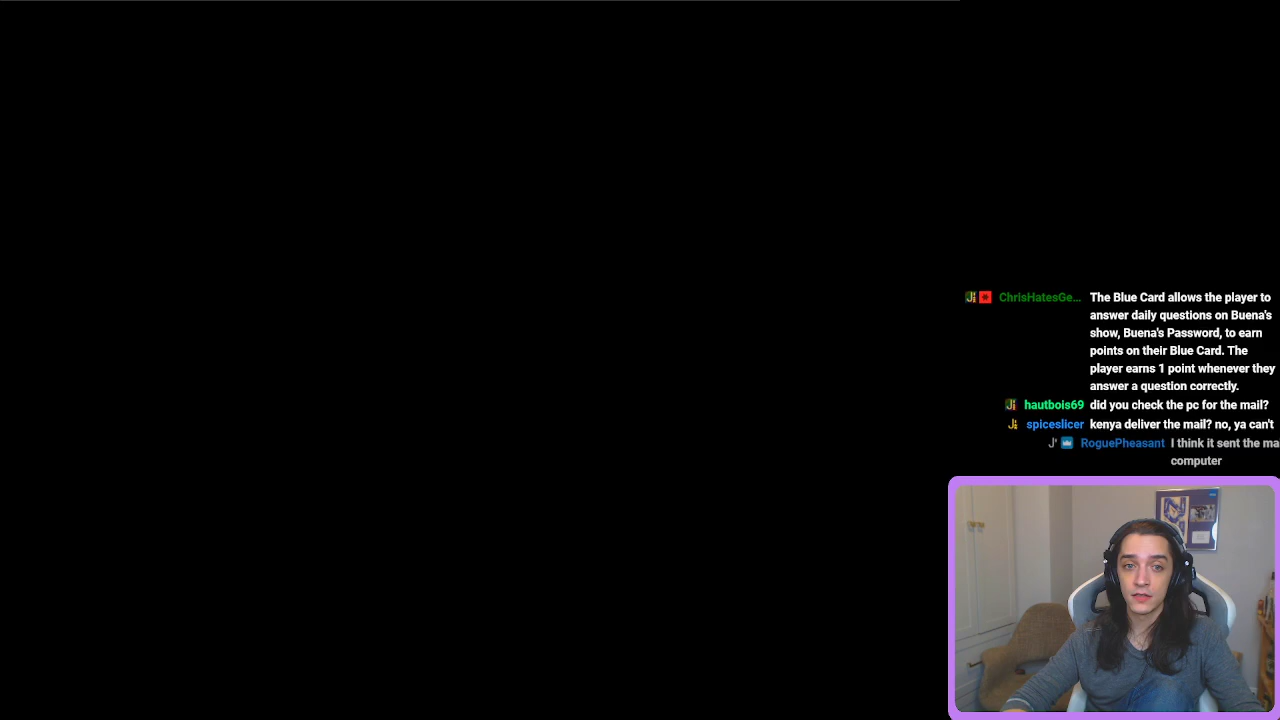 ChrisHatesGe... The Blue Card allows the player to
answer daily questions on Buena's
show, Buena's Password, to earn
points on their Blue Card. The
player earns 1 point whenever they
answer a question correctly.
hautbois69 did you check the pc for the mail?
spiceslicer kenya deliver the mail? no, ya can't
RoguePheasant I think it sent the ma
computer